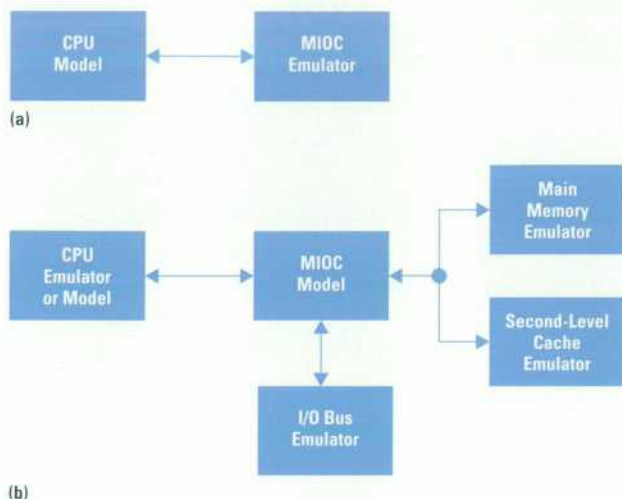 CPU
Model
MIOC
Emulator
(a)
Main
Memory
Emulator
CPU
Emulator
or Model
MIOC
Model
Second-Level
Cache
Emulator
I/O Bus
Emulator
(b)